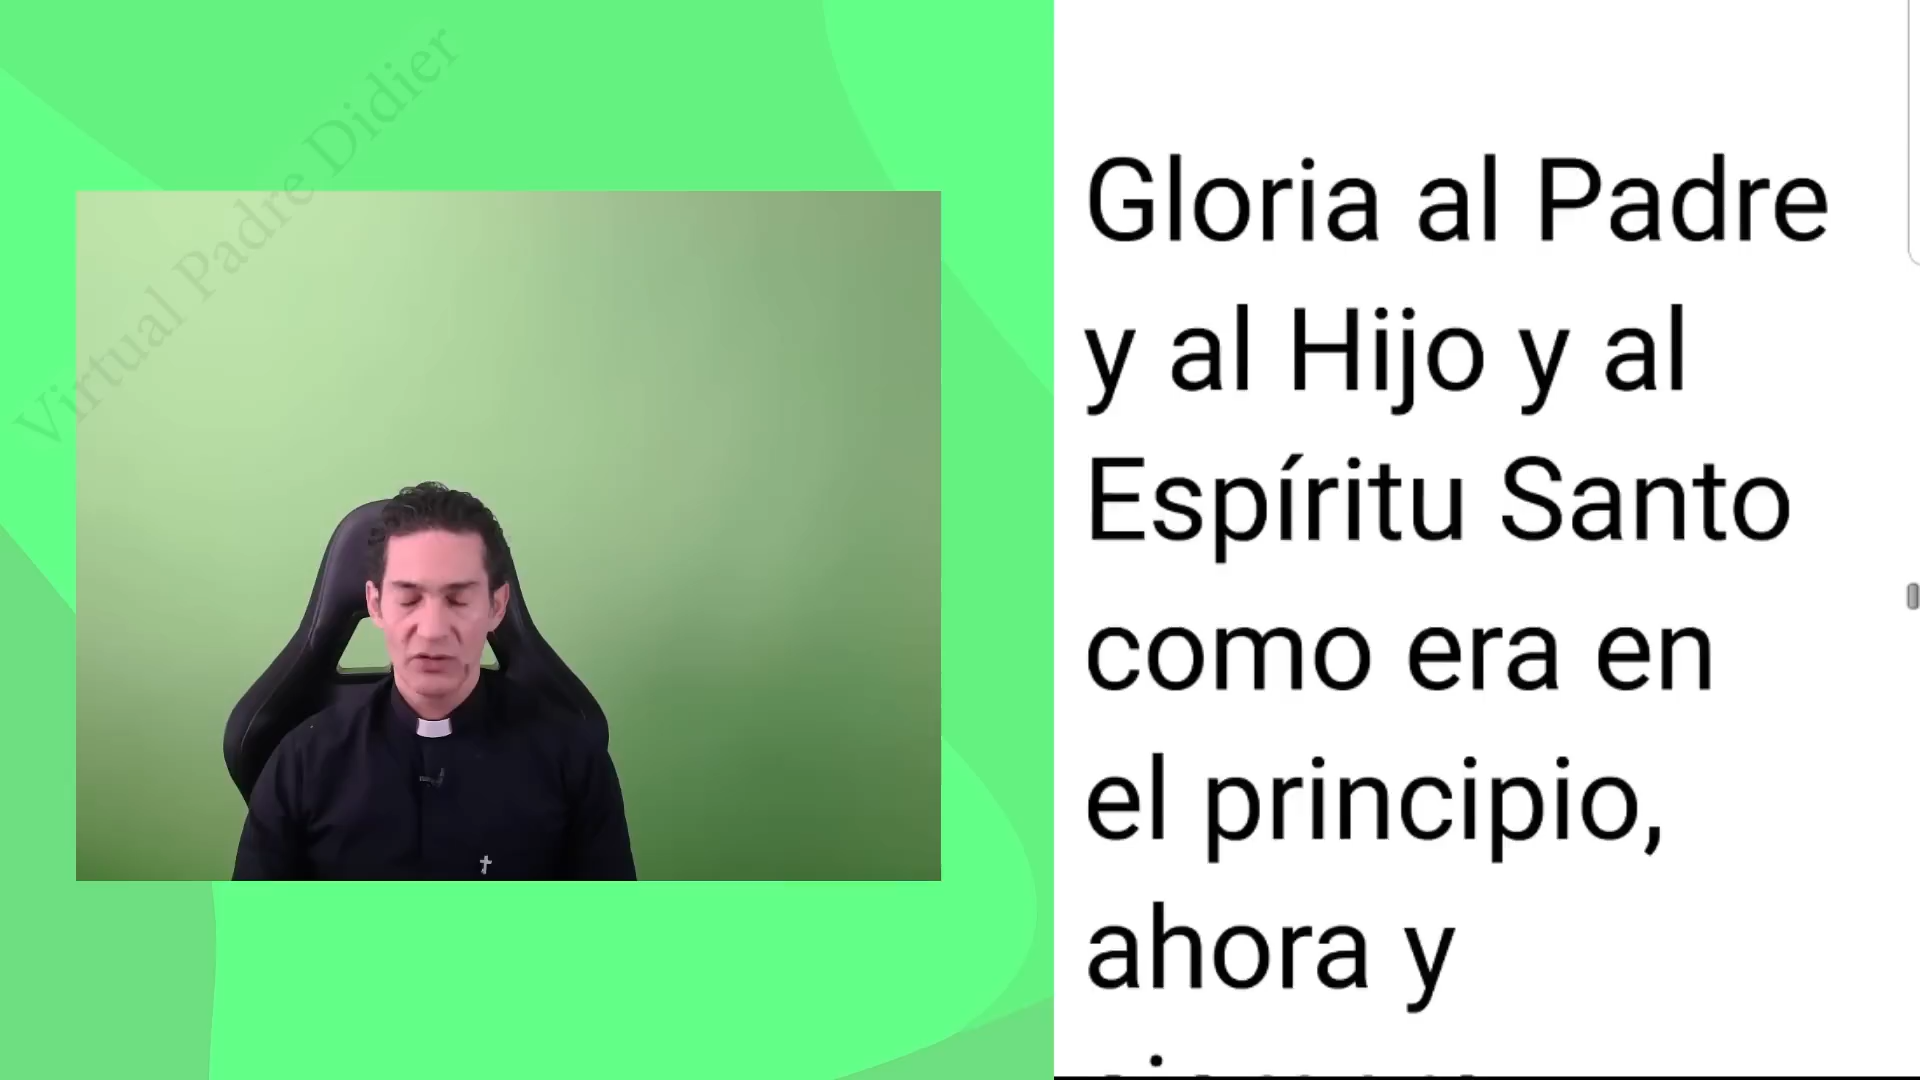 Virtual Padre Didier
Gloria al Padre
y al Hijo y al
Espíritu Santo
como era en
el principio,
ahora y